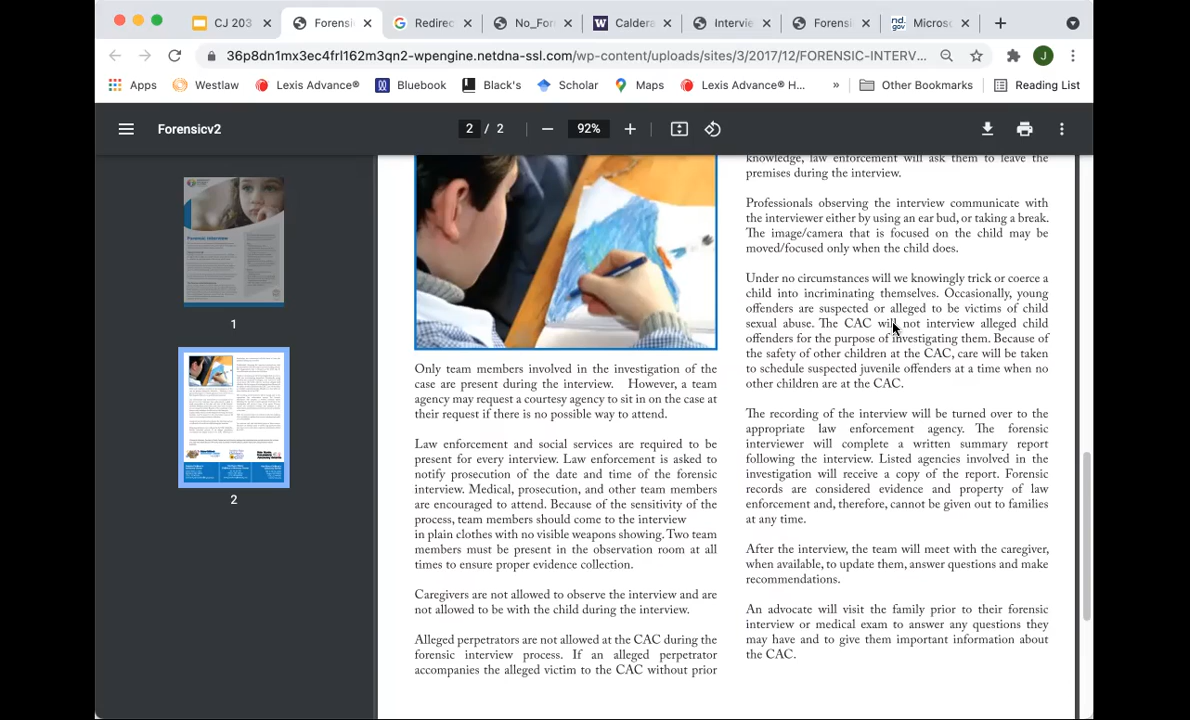 CJ 203
Forensi
Redirec
No_For
Caldera
Intervie
Forensi
nd.
gov
Micros
36p8dn1mx3ec4frl162m3qn2-wpengine.netdna-ssl.com/wp-content/uploads/sites/3/2017/12/FORENSIC-INTERV...
J
Apps
Westlaw
Lexis Advance®
Bluebook
Black's
Scholar
Maps
Lexis Advance® H...
»
Other Bookmarks
Reading List
Forensicv2
2 / 2
92%
1
2
Only team members involved in the investigation of the
case are present during the interview. However, a team
agency may request a courtesy agency to sit in on the case at
their request if there is no possible way to attend.
Law enforcement and social services are required to be
present for every interview. Law enforcement is asked to
notify prosecution of the date and time of the forensic
interview. Medical, prosecution, and other team members
are encouraged to attend. Because of the sensitivity of the
process, team members should come to the interview
in plain clothes with no visible weapons showing. Two team
members must be present in the observation room at all
times to ensure proper evidence collection.
Caregivers are not allowed to observe the interview and are
not allowed to be with the child during the interview.
Alleged perpetrators are not allowed at the CAC during the
forensic interview process. If an alleged perpetrator
accompanies the alleged victim to the CAC without prior
knowledge, law enforcement will ask them to leave the
premises during the interview.
Professionals observing the interview communicate with
the interviewer either by using an ear bud, or taking a break.
The image/camera that is focused on the child may be
moved/focused only when the child does.
Under no circumstances will we knowingly trick or coerce a
child into incriminating themselves. Occasionally, young
offenders are suspected or alleged to be victims of child
sexual abuse. The CAC will not interview alleged child
offenders for the purpose of investigating them. Because of
the safety of other children at the CAC, care will be taken
to schedule suspected juvenile offenders at a time when no
other children are at the CAC.
The recording of the interview will be turned over to the
appropriate law enforcement agency. The forensic
interviewer will complete a written summary report
following the interview. Listed agencies involved in the
investigation will receive a copy of the report. Forensic
records are considered evidence and property of law
enforcement and, therefore, cannot be given out to families
at any time.
After the interview, the team will meet with the caregiver,
when available, to update them, answer questions and make
recommendations.
An advocate will visit the family prior to their forensic
interview or medical exam to answer any questions they
may have and to give them important information about
the CAC.